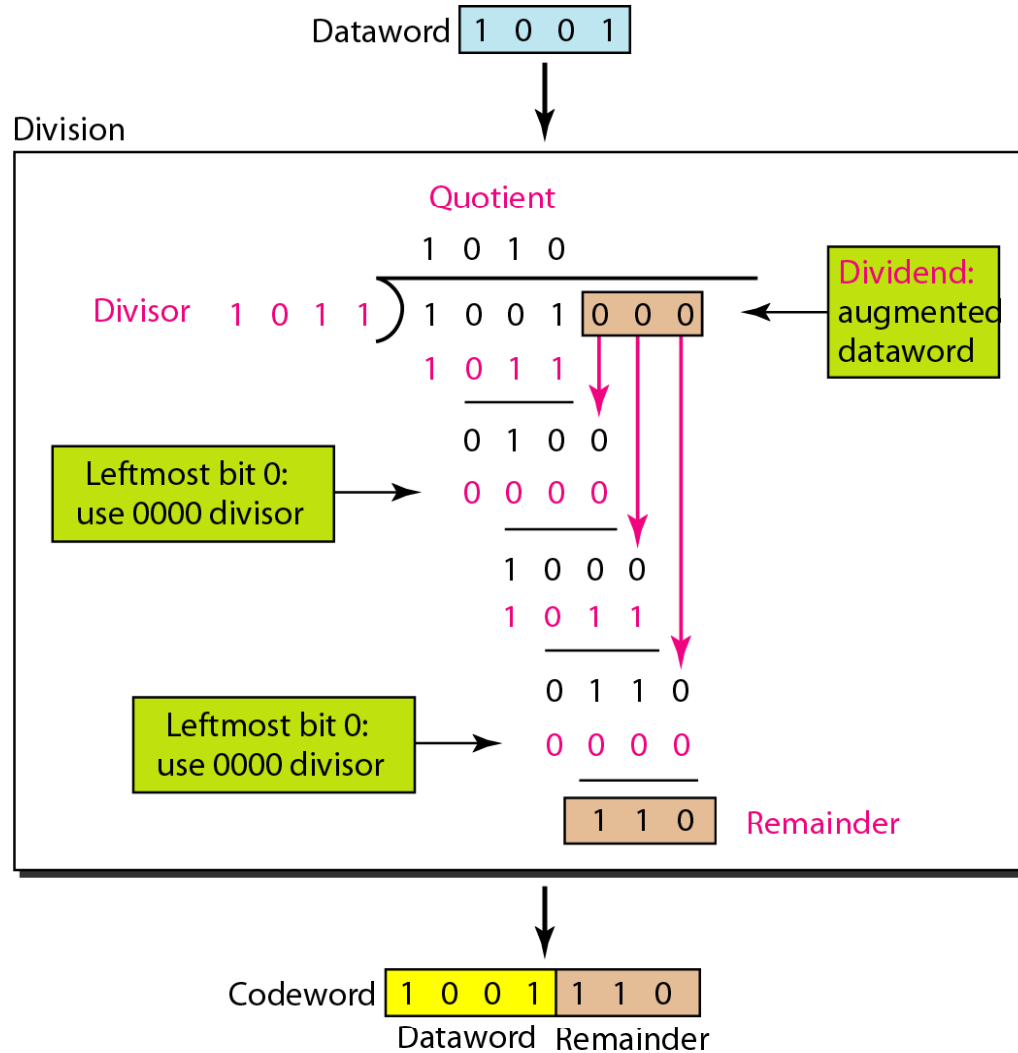 Dataword 1 0 0 1
Division
Quotient
1 0 1 0
Divisor 1 0 1 1 1 0 0 1 0 0 0
Dividend:
augmented
dataword
1 0 1 1
0 1 0 0
Leftmost bit 0:
use 0000 divisor
0 0 0 0
1 0 0 0
1 0 1 1
0 1 1 0
Leftmost bit 0:
use 0000 divisor
0 0 0 0
1 1 0 Remainder
Codeword 1 0 0 1 1 1 0
Dataword Remainder